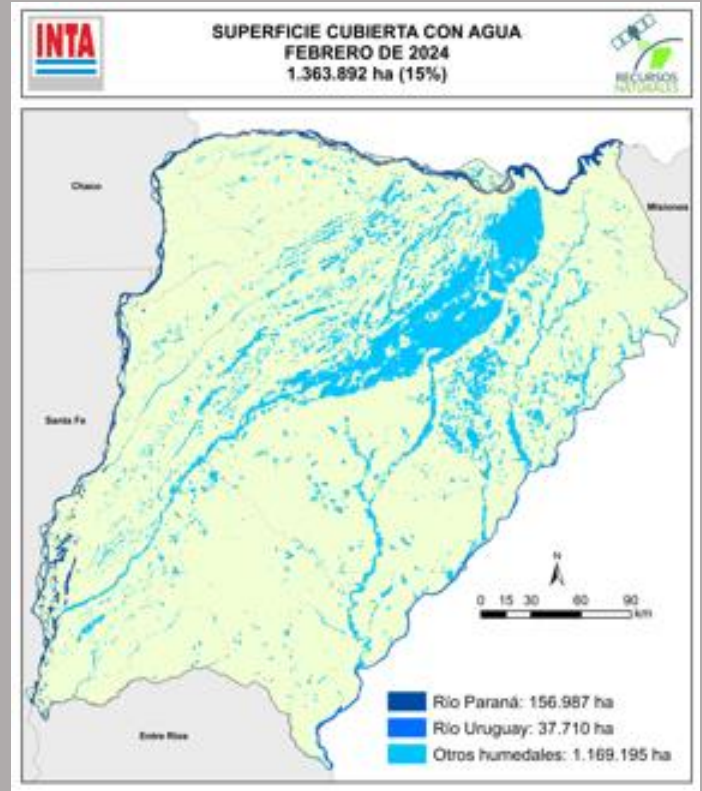 INTA
SUPERFICIE CUBIERTA CON AGUA
FEBRERO DE 2024
1.363.892 ha (15%)
RECURSOS
NATURALES
Chaco
Misiones
Santa Fe
N
0 15 30 60 90
km
Río Paraná: 156.987 ha
Río Uruguay: 37.710 ha
Otros humedales: 1.169.195 ha
Entre Ríos